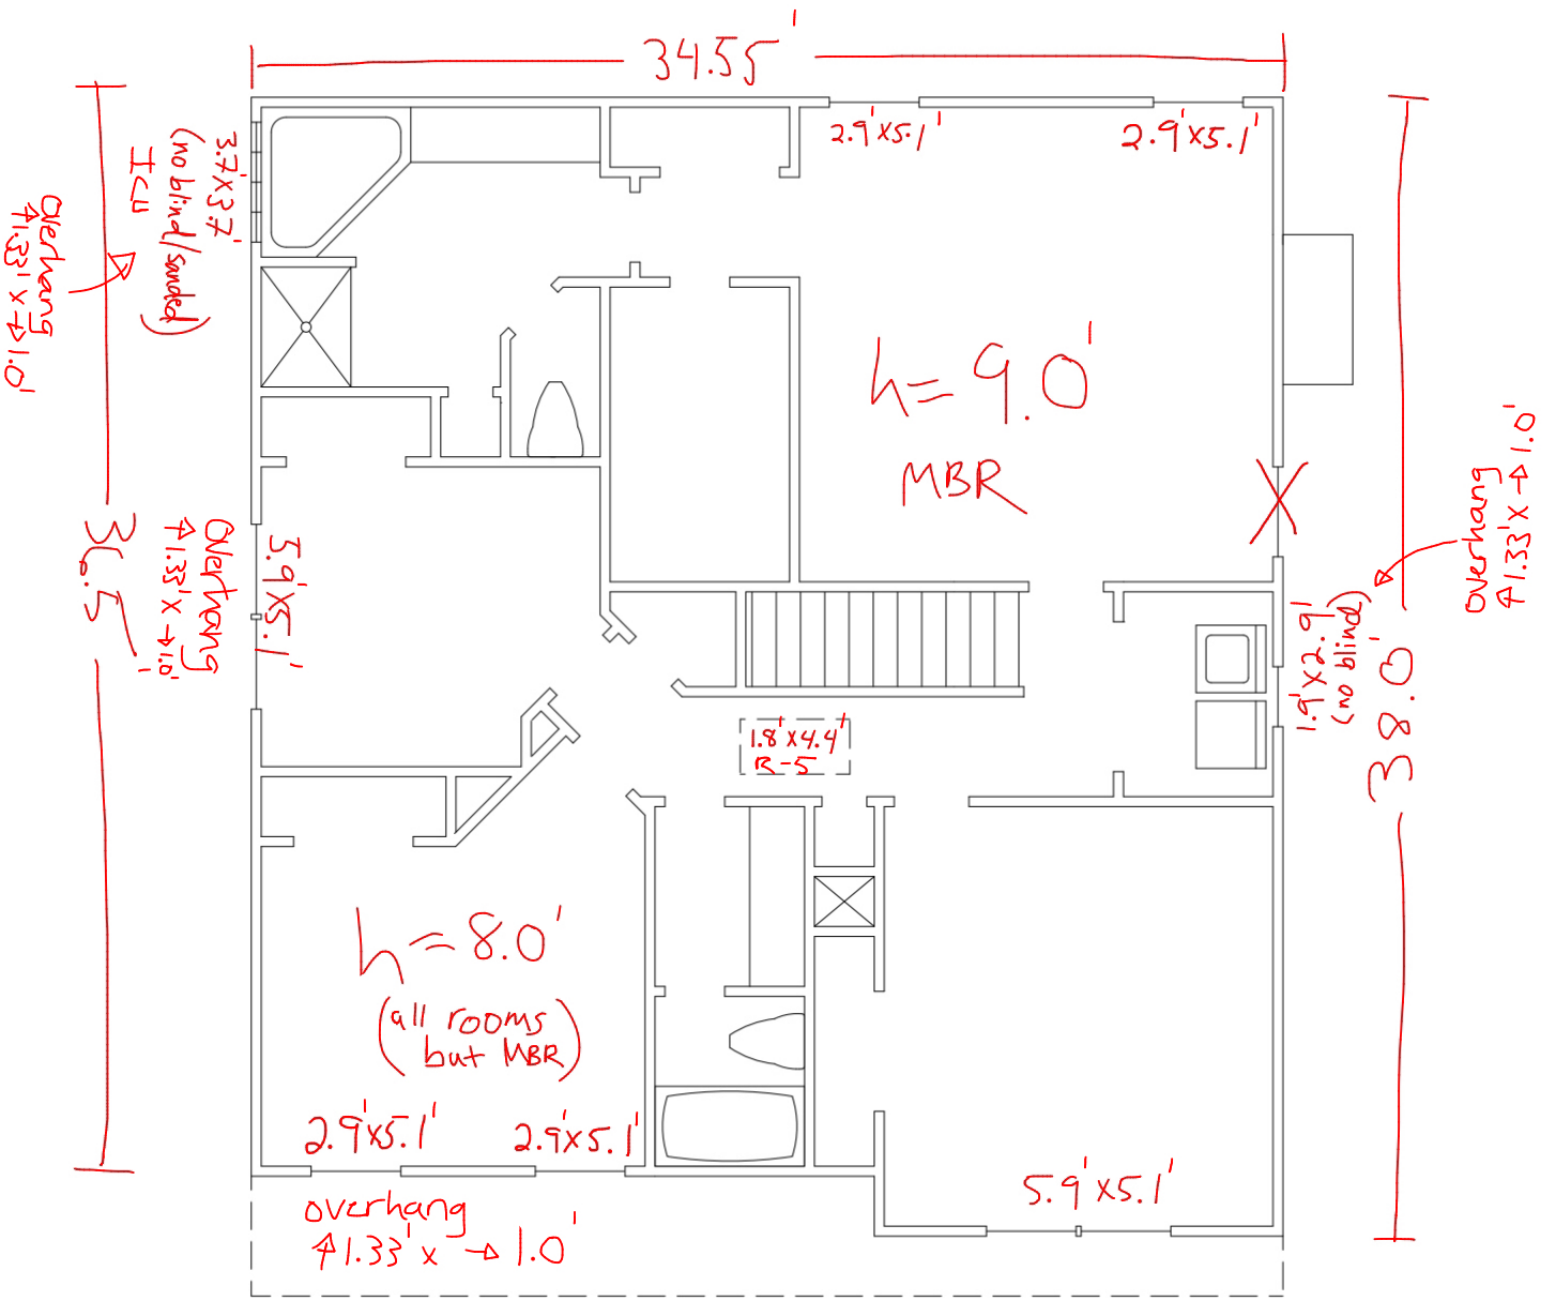 34.55'
2.9'x5.1'
2.9'x5.1'
3.7'x3.7'
(no blind/sanded)
ICU
overhang
↑1.33' x → 1.0'
h= 9.0'
MBR
36.5'
38.0'
overhang
↑1.33' x → 1.0'
5.9'x5.1'
overhang
↑1.33' x → 1.0'
1.9'x2.9'
(no blind)
1.8'x4.4'
R-5
h= 8.0'
(all rooms
but MBR)
2.9'x5.1'
2.9'x5.1'
5.9'x5.1'
overhang
↑1.33' x → 1.0'